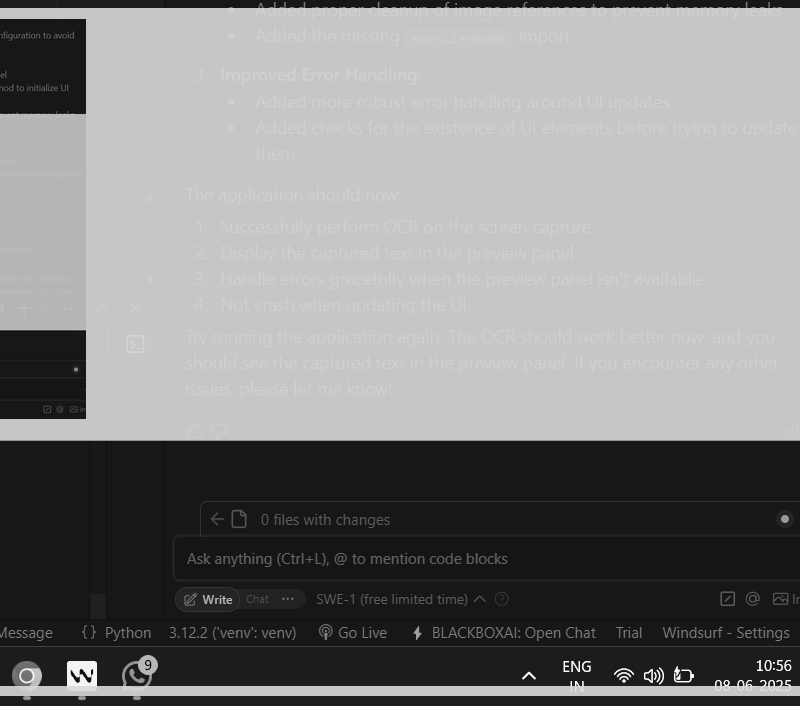 Added proper cleanup of image references to prevent memory leaks
nfiguration to avoid
Added the missing scrolledtext import
el
3. Improved Error Handling:
hod to initialize UI
Added more robust error handling around UI updates
event memory leaks
Added checks for the existence of UI elements before trying to update
them
The application should now:
1. Successfully perform OCR on the screen capture
2. Display the captured text in the preview panel
available
3. Handle errors gracefully when the preview panel isn't available
4. Not crash when updating the UI
Try running the application again. The OCR should work better now, and you
should see the captured text in the preview panel. If you encounter any other
issues, please let me know!
0 files with changes
Ask anything (Ctrl+L), @ to mention code blocks
Write Chat ··· SWE-1 (free limited time)
Message {} Python 3.12.2 ('venv': venv) Go Live BLACKBOXAI: Open Chat Trial Windsurf - Settings
9
ENG
10:56
IN
08-06-2025